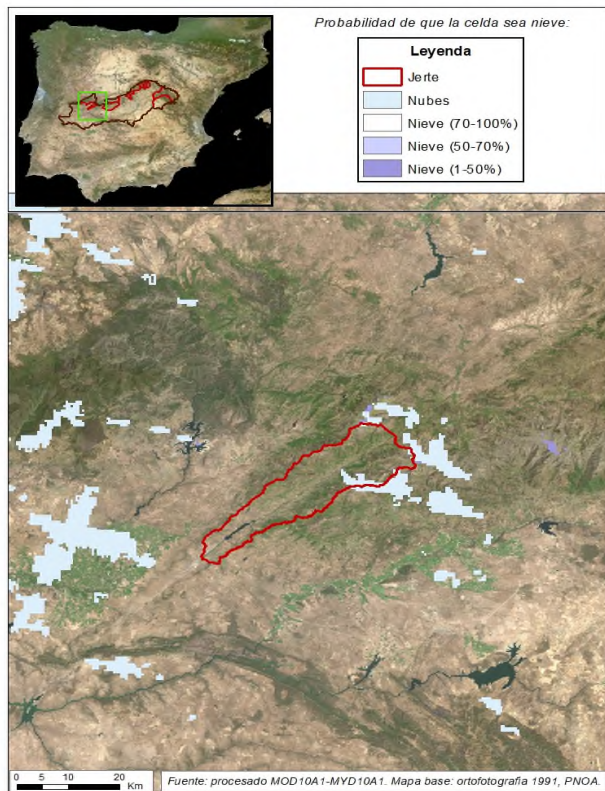 Probabilidad de que la celda sea nieve:
Leyenda
Jerte
Nubes
Nieve (70-100%)
Nieve (50-70%)
Nieve (1-50%)
0 5 10 20
Km
Fuente: procesado MOD10A1-MYD10A1. Mapa base: ortofotografía 1991, PNOA.